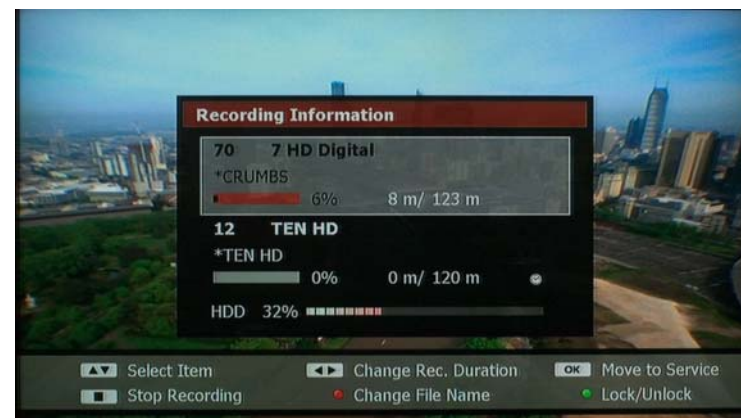 Recording Information
70 7 HD Digital
*CRUMBS
6% 8 m/ 123 m
12 TEN HD
*TEN HD
0% 0 m/ 120 m
HDD 32%
Select Item Change Rec. Duration OK Move to Service
Stop Recording Change File Name Lock/Unlock